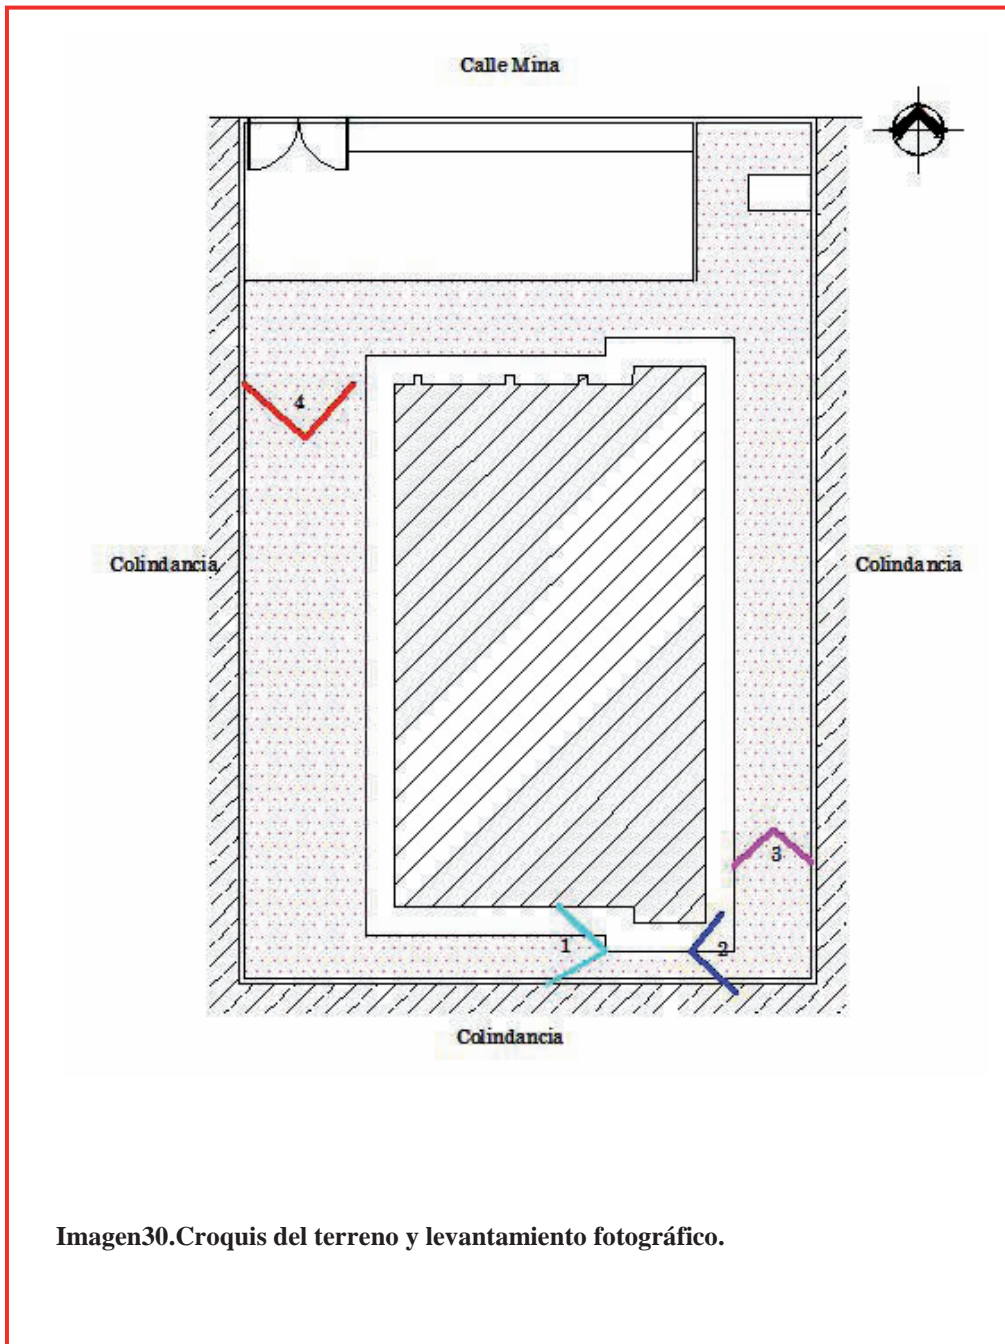 Calle Mina
4
Colindancia
Colindancia
3
1
2
Colindancia
Imagen30.Croquis del terreno y levantamiento fotográfico.